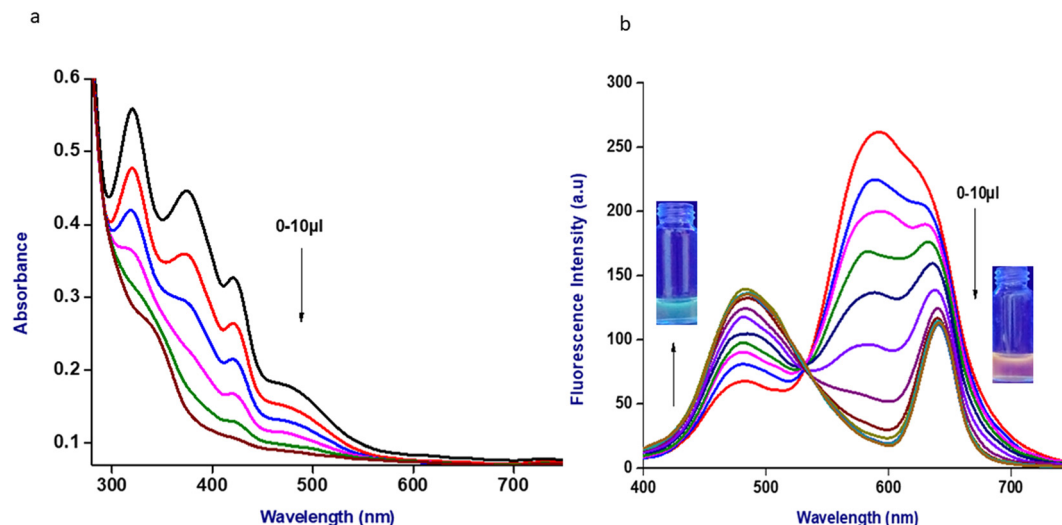 a
0.6
0.5
0.4
0.3
0.2
0.1
Absorbance
0-10µl
300 400 500 600 700
Wavelength (nm)
b
300
250
200
150
100
50
0
Fluorescence Intensity (a.u)
0-10µl
400 500 600 700
Wavelength (nm)